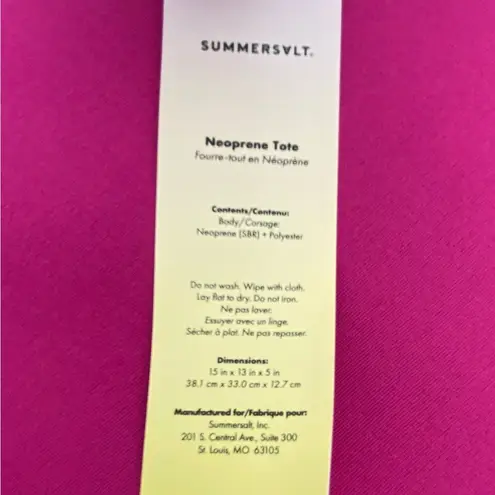 SUMMERSVLT.
Neoprene Tote
Fourre-tout en Néoprène
Contents/Contenu:
Body/Corsage:
Neoprene (SBR) + Polyester
Do not wash. Wipe with cloth.
Lay flat to dry. Do not iron.
Ne pas laver.
Essuyer avec un linge.
Sécher à plat. Ne pas repasser.
Dimensions:
15 in x 13 in x 5 in
38.1 cm x 33.0 cm x 12.7 cm
Manufactured for/Fabrique pour:
Summersalt, Inc.
201 S. Central Ave., Suite 300
St. Louis, MO 63105